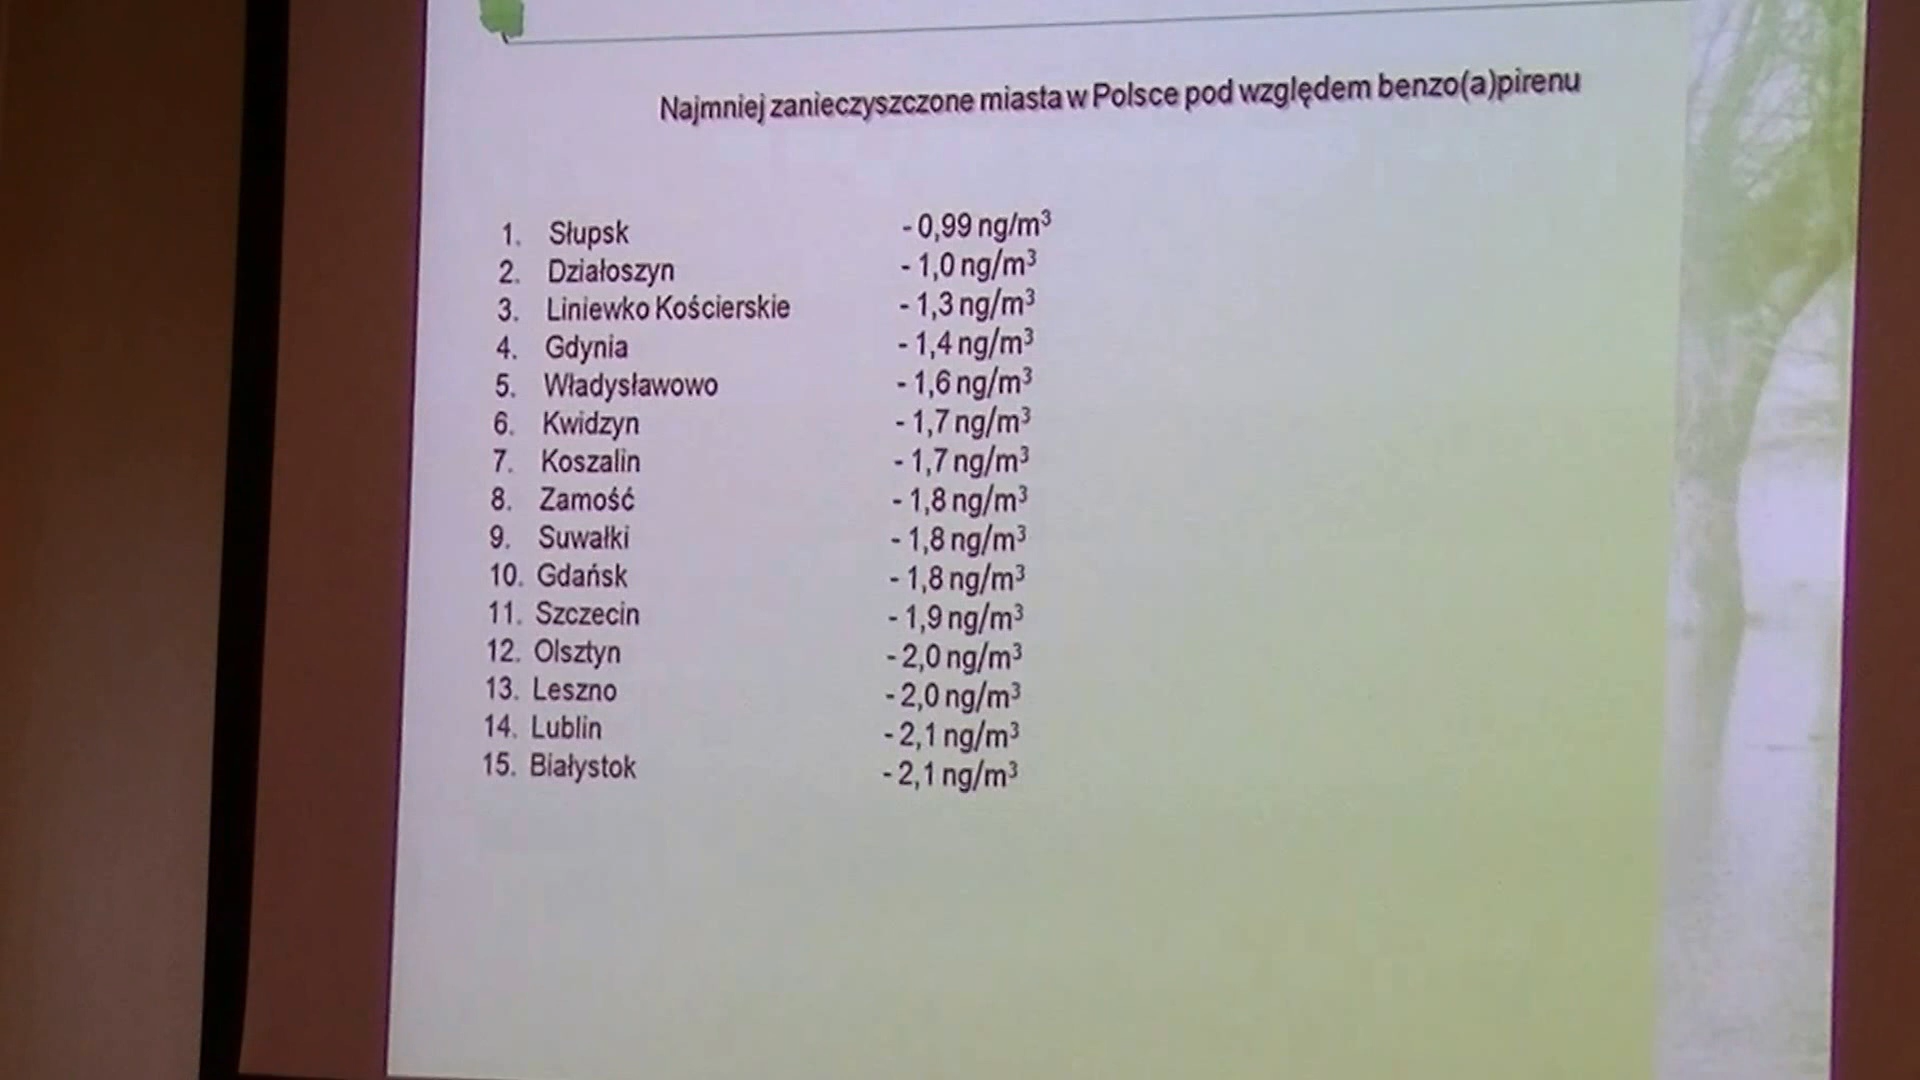 Najmniej zanieczyszczone miasta w Polsce pod względem benzo(a)pirenu
1. Słupsk - 0,99 ng/m³
2. Działoszyn - 1,0 ng/m³
3. Liniewko Kościerskie - 1,3 ng/m³
4. Gdynia - 1,4 ng/m³
5. Władysławowo - 1,6 ng/m³
6. Kwidzyn - 1,7 ng/m³
7. Koszalin - 1,7 ng/m³
8. Zamość - 1,8 ng/m³
9. Suwałki - 1,8 ng/m³
10. Gdańsk - 1,8 ng/m³
11. Szczecin - 1,9 ng/m³
12. Olsztyn - 2,0 ng/m³
13. Leszno - 2,0 ng/m³
14. Lublin - 2,1 ng/m³
15. Białystok - 2,1 ng/m³